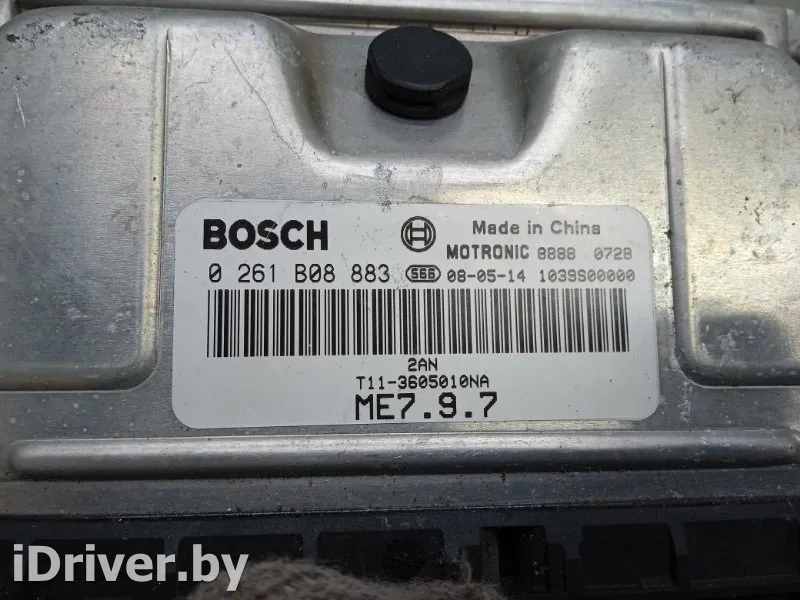 BOSCH
Made in China
MOTRONIC 8888 0728
0 261 B08 883 S6S 08-05-14 1039S00000
2AN
T11-3605010NA
ME7.9.7
iDriver.by